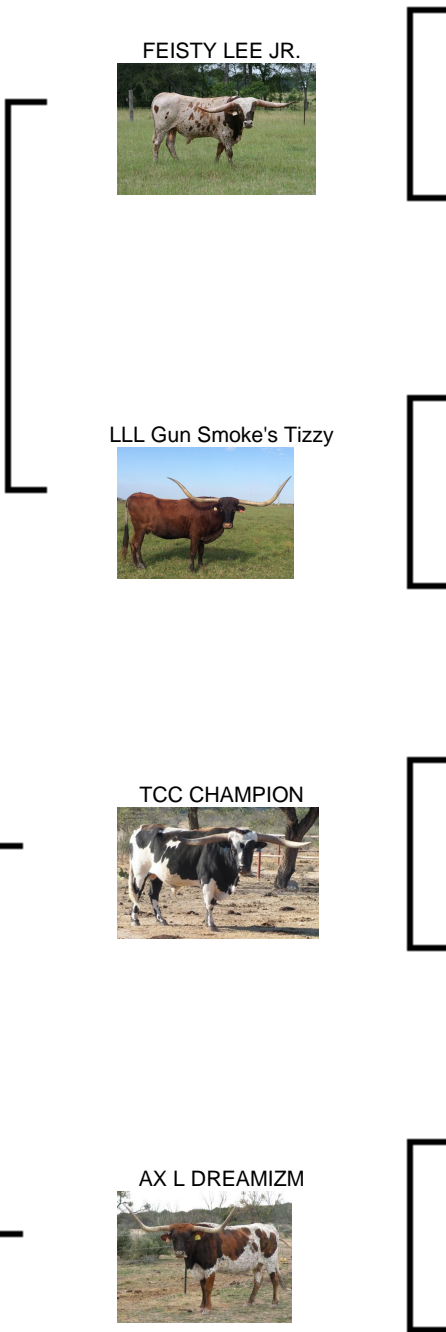 FEISTY LEE JR.
LLL Gun Smoke's Tizzy
TCC CHAMPION
AX L DREAMIZM